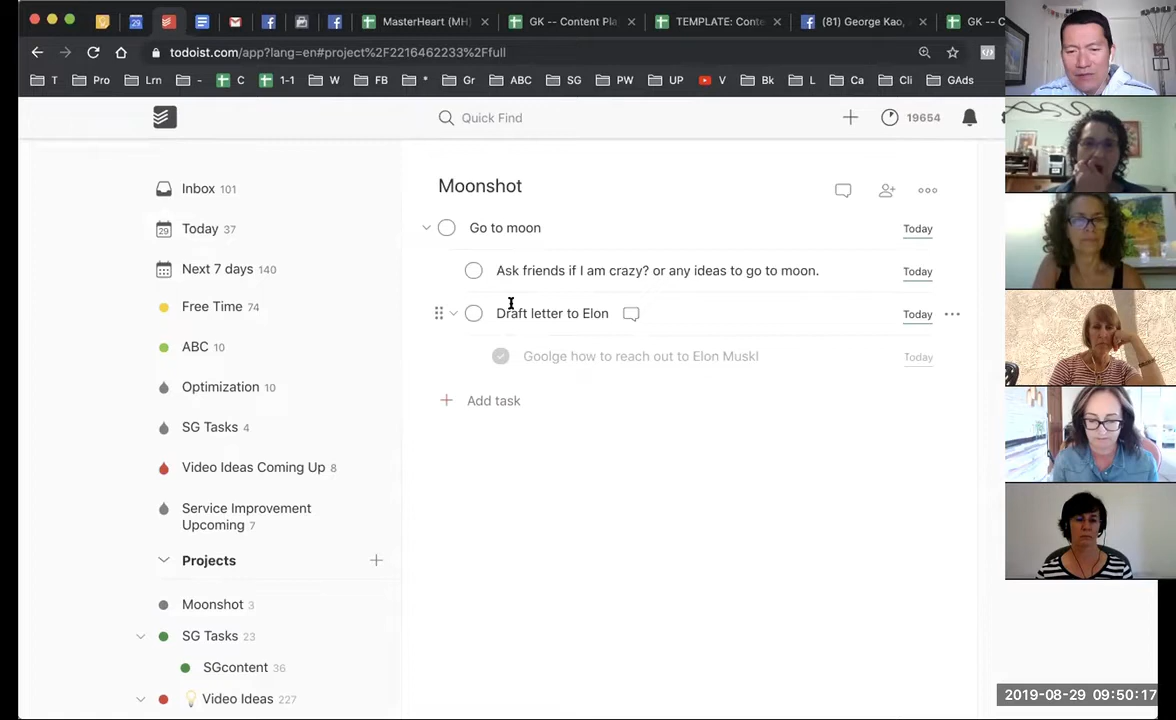 MasterHeart (MH)
GK -- Content Pla
TEMPLATE: Conte
(81) George Kao,
GK -- C
todoist.com/app?lang=en#project%2F2216462233%2Ffull
T
Pro
Lrn
-
C
1-1
W
FB
*
Gr
ABC
SG
PW
UP
V
Bk
L
Ca
Cli
GAds
Quick Find
19654
Inbox 101
29 Today 37
Next 7 days 140
Free Time 74
ABC 10
Optimization 10
SG Tasks 4
Video Ideas Coming Up 8
Service Improvement
Upcoming 7
Projects
Moonshot 3
SG Tasks 23
SGcontent 36
Video Ideas 227
Moonshot
Go to moon Today
Ask friends if I am crazy? or any ideas to go to moon. Today
Draft letter to Elon Today
Goolge how to reach out to Elon Muskl Today
Add task
2019-08-29 09:50:17